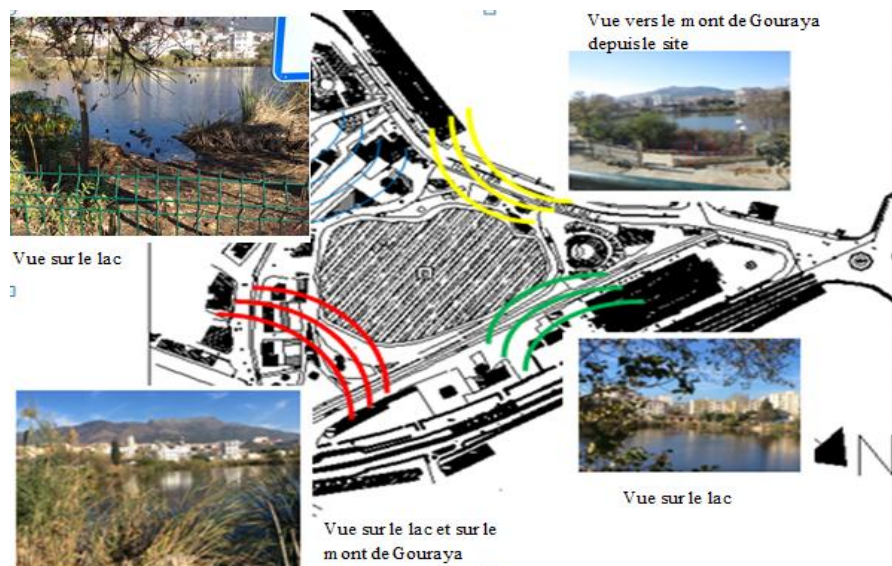 Vue vers le mont de Gouraya
depuis le site
Vue sur le lac
Vue sur le lac
Vue sur le lac et sur le
mont de Gouraya
N